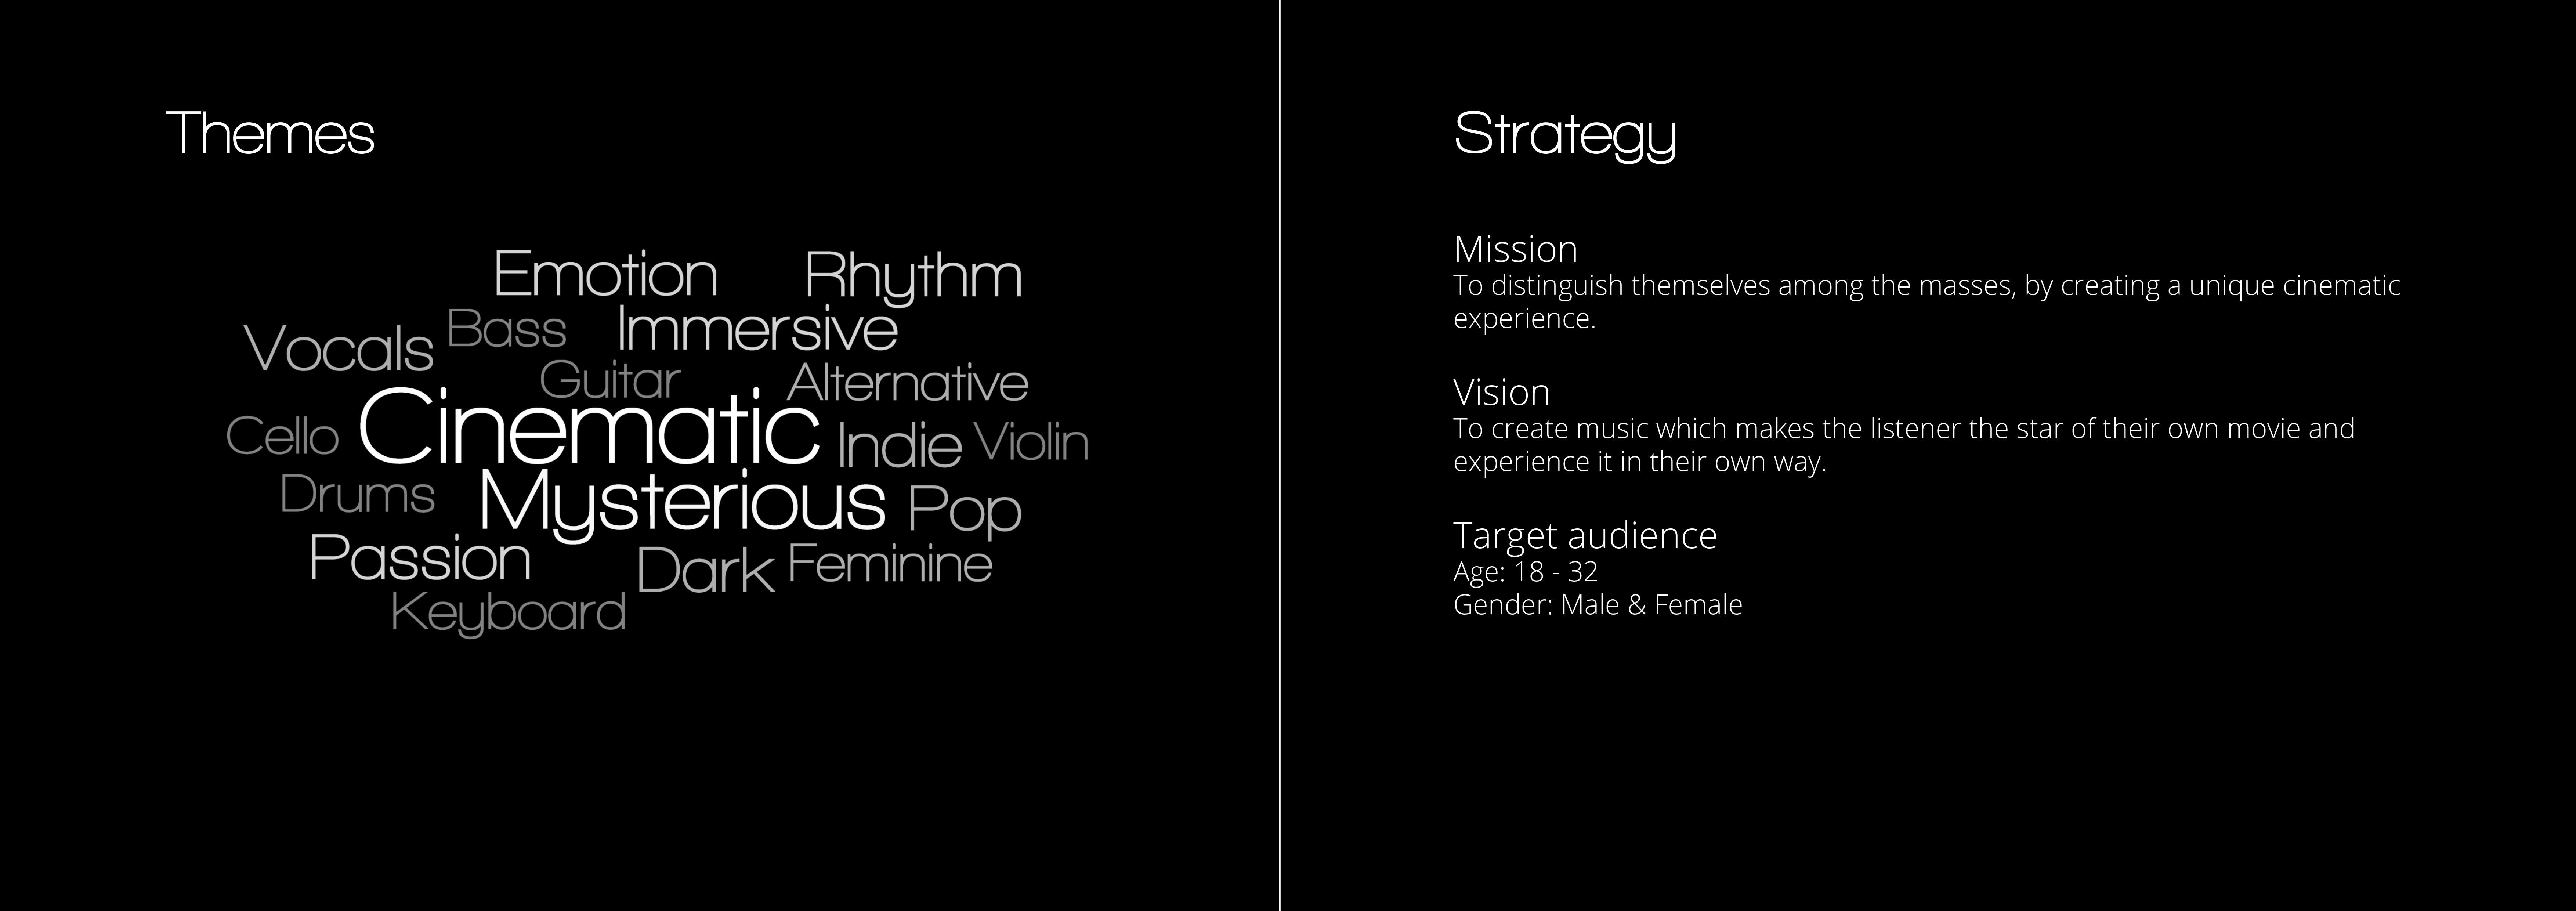 Themes
Emotion Rhythm
Vocals Bass Immersive
Guitar Alternative
Cello Cinematic Indie Violin
Drums Mysterious Pop
Passion Dark Feminine
Keyboard
Strategy
Mission
To distinguish themselves among the masses, by creating a unique cinematic
experience.
Vision
To create music which makes the listener the star of their own movie and
experience it in their own way.
Target audience
Age: 18 - 32
Gender: Male & Female